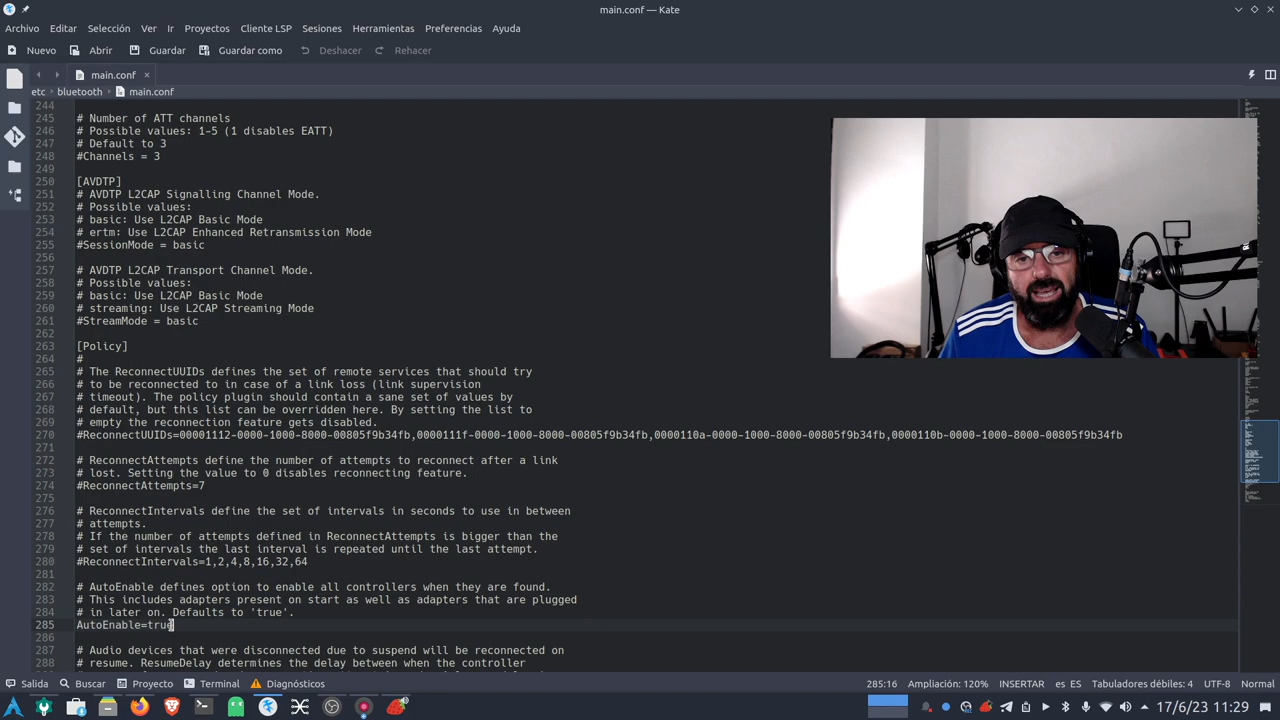 main.conf — Kate
Archivo Editar Selección Ver Ir Proyectos Cliente LSP Sesiones Herramientas Preferencias Ayuda
Nuevo Abrir Guardar Guardar como Deshacer Rehacer
main.conf
etc bluetooth main.conf
244
245 # Number of ATT channels
246 # Possible values: 1-5 (1 disables EATT)
247 # Default to 3
248 #Channels = 3
249
250 [AVDTP]
251 # AVDTP L2CAP Signalling Channel Mode.
252 # Possible values:
253 # basic: Use L2CAP Basic Mode
254 # ertm: Use L2CAP Enhanced Retransmission Mode
255 #SessionMode = basic
256
257 # AVDTP L2CAP Transport Channel Mode.
258 # Possible values:
259 # basic: Use L2CAP Basic Mode
260 # streaming: Use L2CAP Streaming Mode
261 #StreamMode = basic
262
263 [Policy]
264 #
265 # The ReconnectUUIDs defines the set of remote services that should try
266 # to be reconnected to in case of a link loss (link supervision
267 # timeout). The policy plugin should contain a sane set of values by
268 # default, but this list can be overridden here. By setting the list to
269 # empty the reconnection feature gets disabled.
270 #ReconnectUUIDs=00001112-0000-1000-8000-00805f9b34fb,0000111f-0000-1000-8000-00805f9b34fb,0000110a-0000-1000-8000-00805f9b34fb,0000110b-0000-1000-8000-00805f9b34fb
271
272 # ReconnectAttempts define the number of attempts to reconnect after a link
273 # lost. Setting the value to 0 disables reconnecting feature.
274 #ReconnectAttempts=7
275
276 # ReconnectIntervals define the set of intervals in seconds to use in between
277 # attempts.
278 # If the number of attempts defined in ReconnectAttempts is bigger than the
279 # set of intervals the last interval is repeated until the last attempt.
280 #ReconnectIntervals=1,2,4,8,16,32,64
281
282 # AutoEnable defines option to enable all controllers when they are found.
283 # This includes adapters present on start as well as adapters that are plugged
284 # in later on. Defaults to 'true'.
285 AutoEnable=true
286
287 # Audio devices that were disconnected due to suspend will be reconnected on
288 # resume. ResumeDelay determines the delay between when the controller
Salida Buscar Proyecto Terminal Diagnósticos 285:16 Ampliación: 120% INSERTAR es ES Tabuladores débiles: 4 UTF-8 Normal
17/6/23 11:29